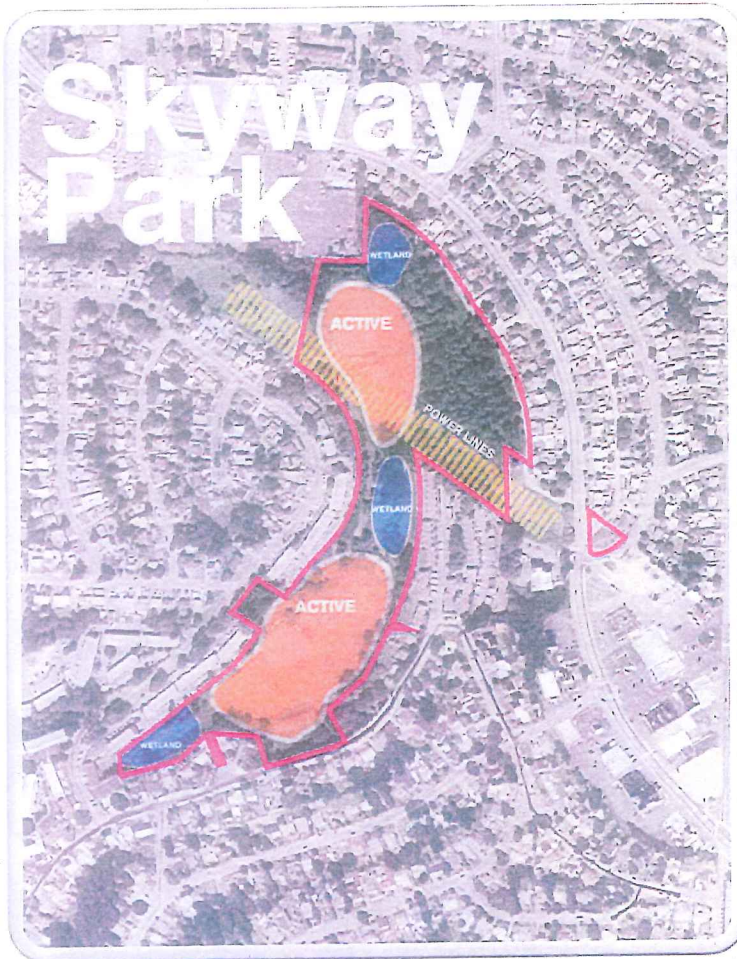 Skyway
Park
WETLAND
ACTIVE
POWER LINES
WETLAND
ACTIVE
WETLAND